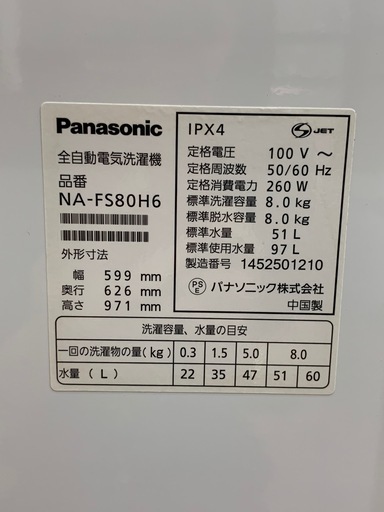 Panasonic
全自動電気洗濯機
品番
NA-FS80H6
外形寸法
幅 599 mm
奥行 626 mm
高さ 971 mm
IPX4
S JET
定格電圧 100 V ～
定格周波数 50/60 Hz
定格消費電力 260 W
標準洗濯容量 8.0 kg
標準脱水容量 8.0 kg
標準水量 51 L
標準使用水量 97 L
製造番号 1452501210
PS E パナソニック株式会社
中国製
洗濯容量、水量の目安
一回の洗濯物の量(kg) 0.3 1.5 5.0 8.0
水量 ( L ) 22 35 47 51 60